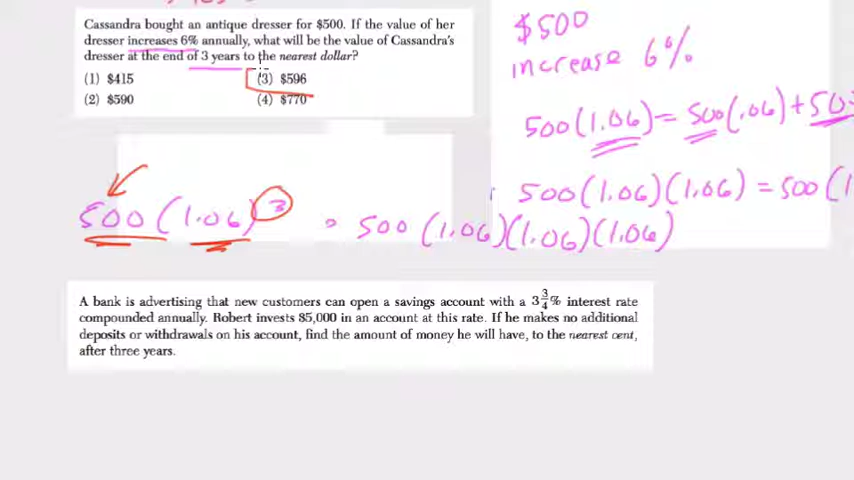 Cassandra bought an antique dresser for $500. If the value of her
dresser increases 6% annually, what will be the value of Cassandra's
dresser at the end of 3 years to the nearest dollar?
(1) $415 (3) $596
(2) $590 (4) $770
$500
increase 6%
500(1.06) = 500(.06) + 50
500(1.06)(1.06) = 500(1
500(1.06)³ = 500(1.06)(1.06)(1.06)
A bank is advertising that new customers can open a savings account with a 3 3/4% interest rate
compounded annually. Robert invests $5,000 in an account at this rate. If he makes no additional
deposits or withdrawals on his account, find the amount of money he will have, to the nearest cent,
after three years.